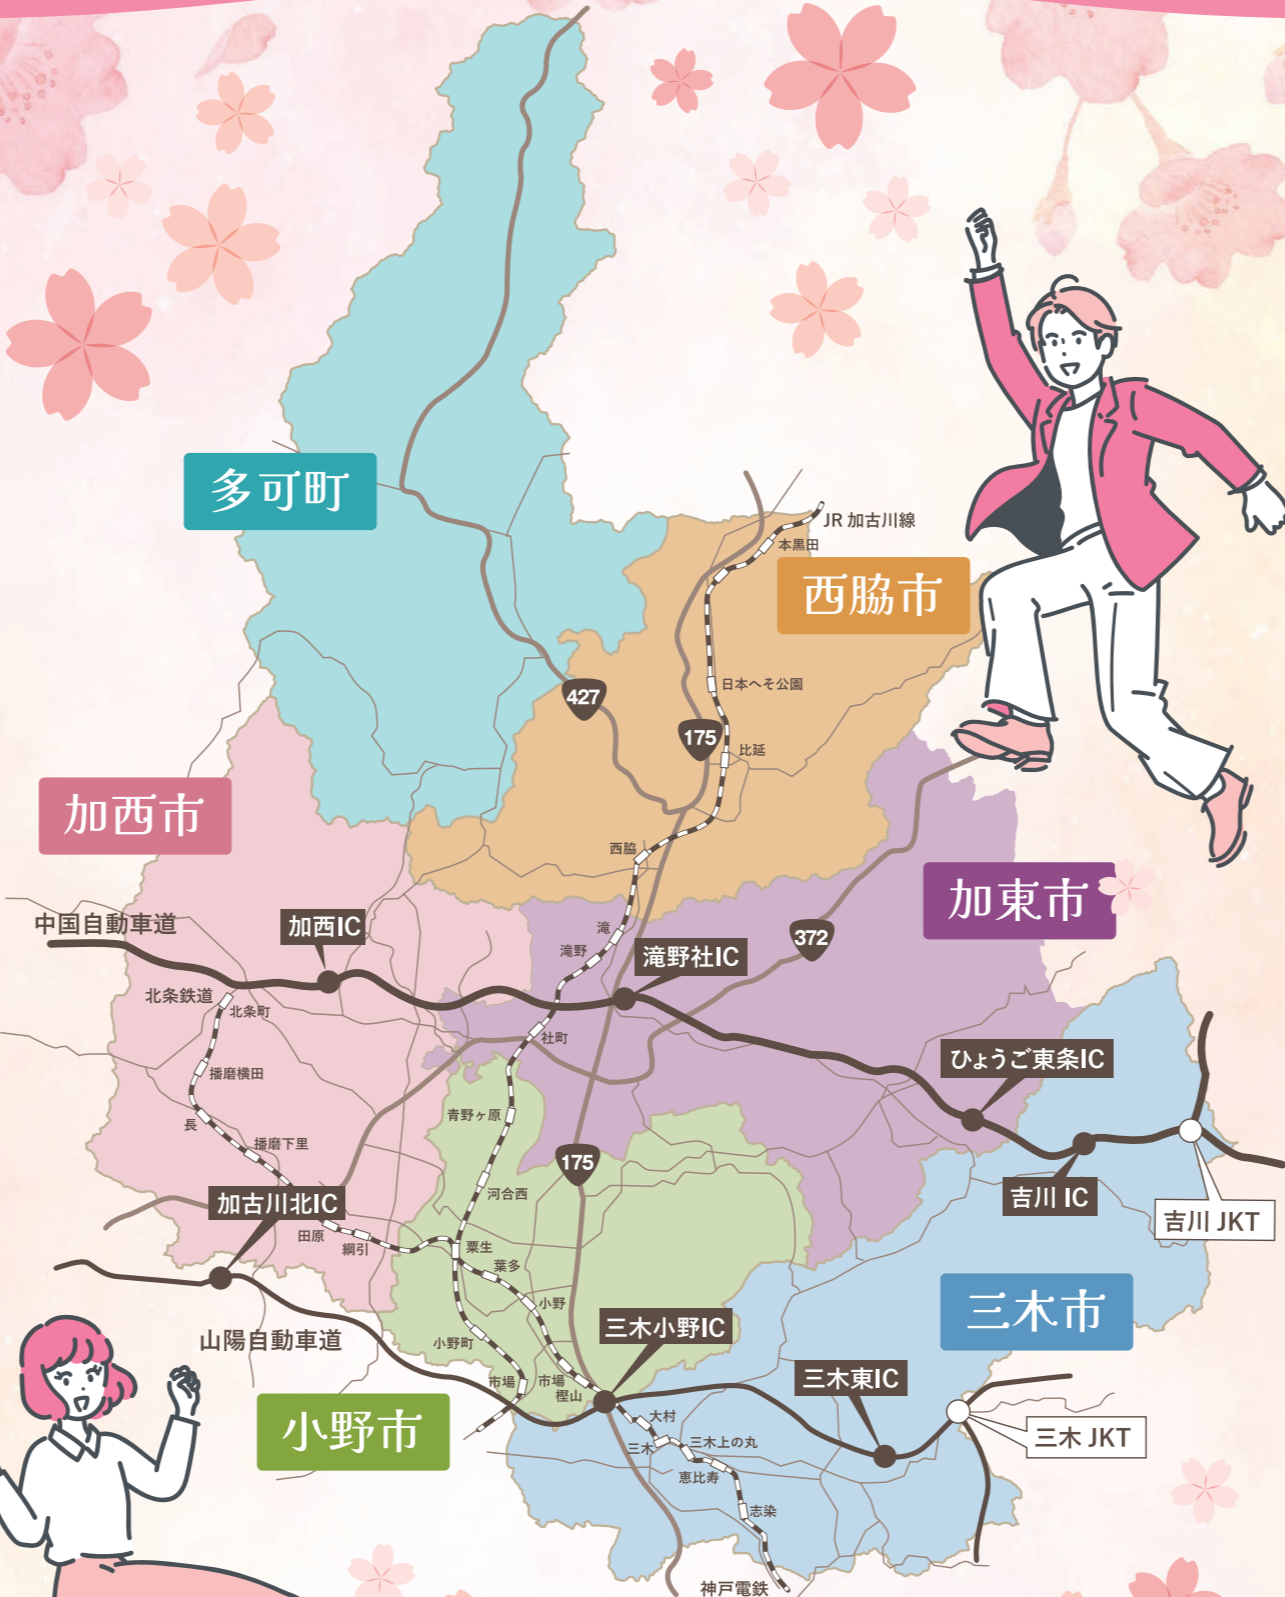 多可町
JR 加古川線
本黒田
西脇市
日本へそ公園
427
175
比延
加西市
西脇
加東市
中国自動車道
加西IC
滝
滝野
滝野社IC
372
北条鉄道
北条町
社町
ひょうご東条IC
播磨横田
長
青野ヶ原
播磨下里
175
河合西
加古川北IC
吉川 IC
吉川 JKT
田原
網引
粟生
葉多
小野
三木市
山陽自動車道
小野町
三木小野IC
市場
市場
樫山
三木東IC
小野市
大村
三木
三木上の丸
三木 JKT
恵比寿
志染
神戸電鉄